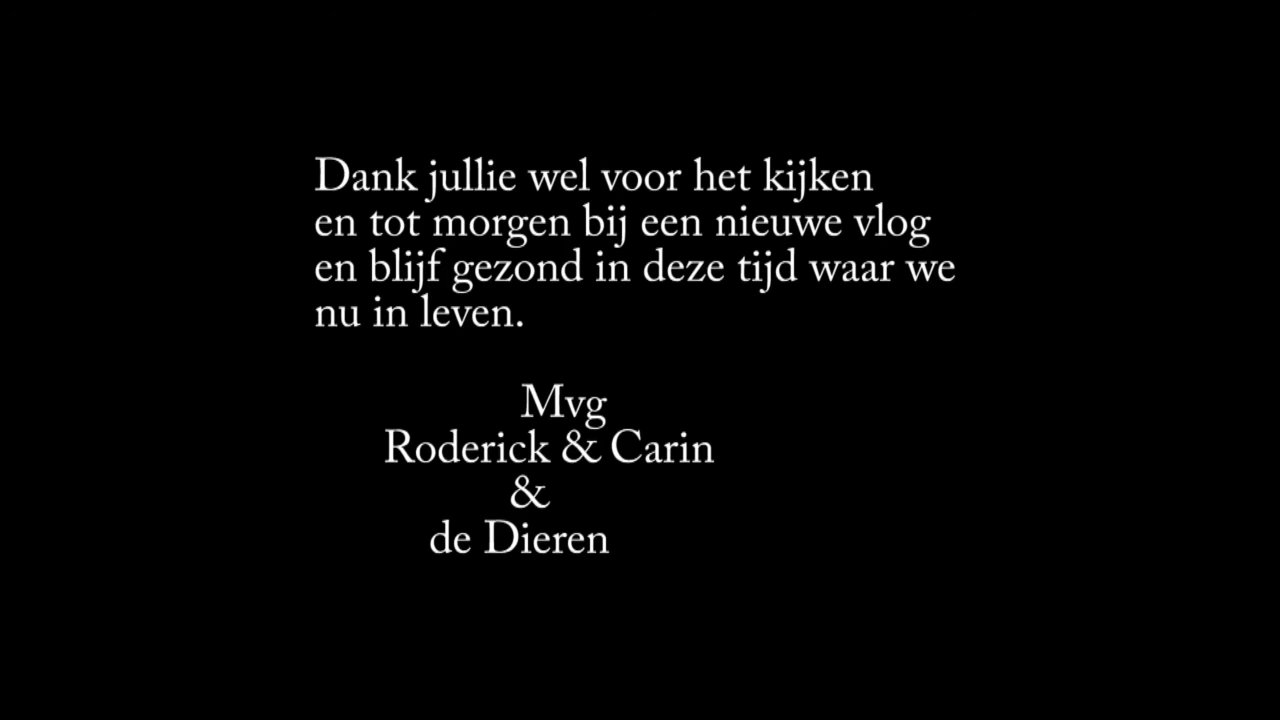 Dank jullie wel voor het kijken
en tot morgen bij een nieuwe vlog
en blijf gezond in deze tijd waar we
nu in leven.
Mvg
Roderick & Carin
&
de Dieren